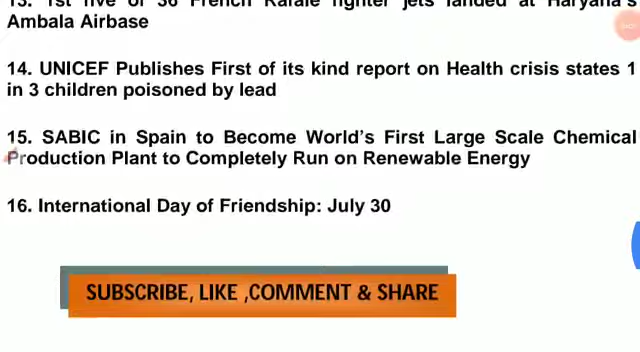 13. 1st five of 36 French Rafale fighter jets landed at Haryana's
Ambala Airbase
14. UNICEF Publishes First of its kind report on Health crisis states 1
in 3 children poisoned by lead
15. SABIC in Spain to Become World's First Large Scale Chemical
Production Plant to Completely Run on Renewable Energy
16. International Day of Friendship: July 30
SUBSCRIBE, LIKE ,COMMENT & SHARE